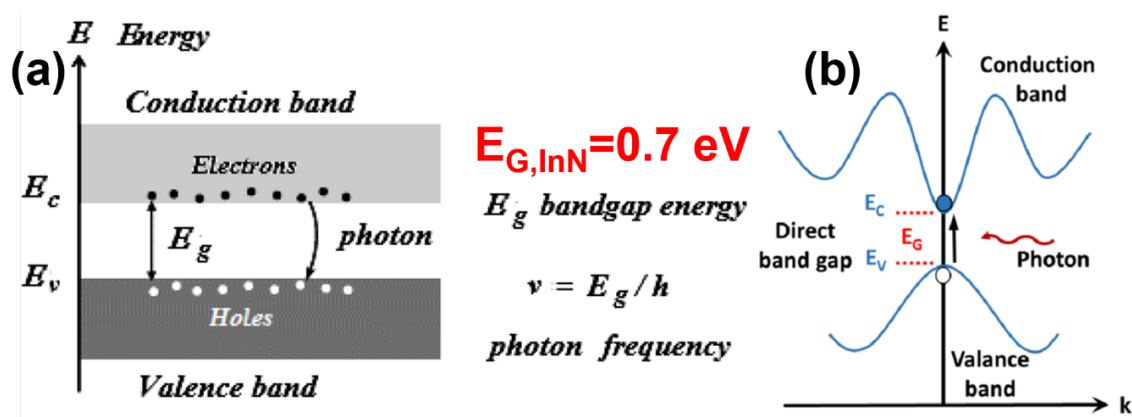 E Energy
(a)
Conduction band
Electrons
E_c
E_g
photon
E_v
Holes
Valence band
E_G,InN=0.7 eV
E_g bandgap energy
v = E_g / h
photon frequency
(b)
E
Conduction
band
E_C
Direct
band gap
E_G
E_V
Photon
Valance
band
k